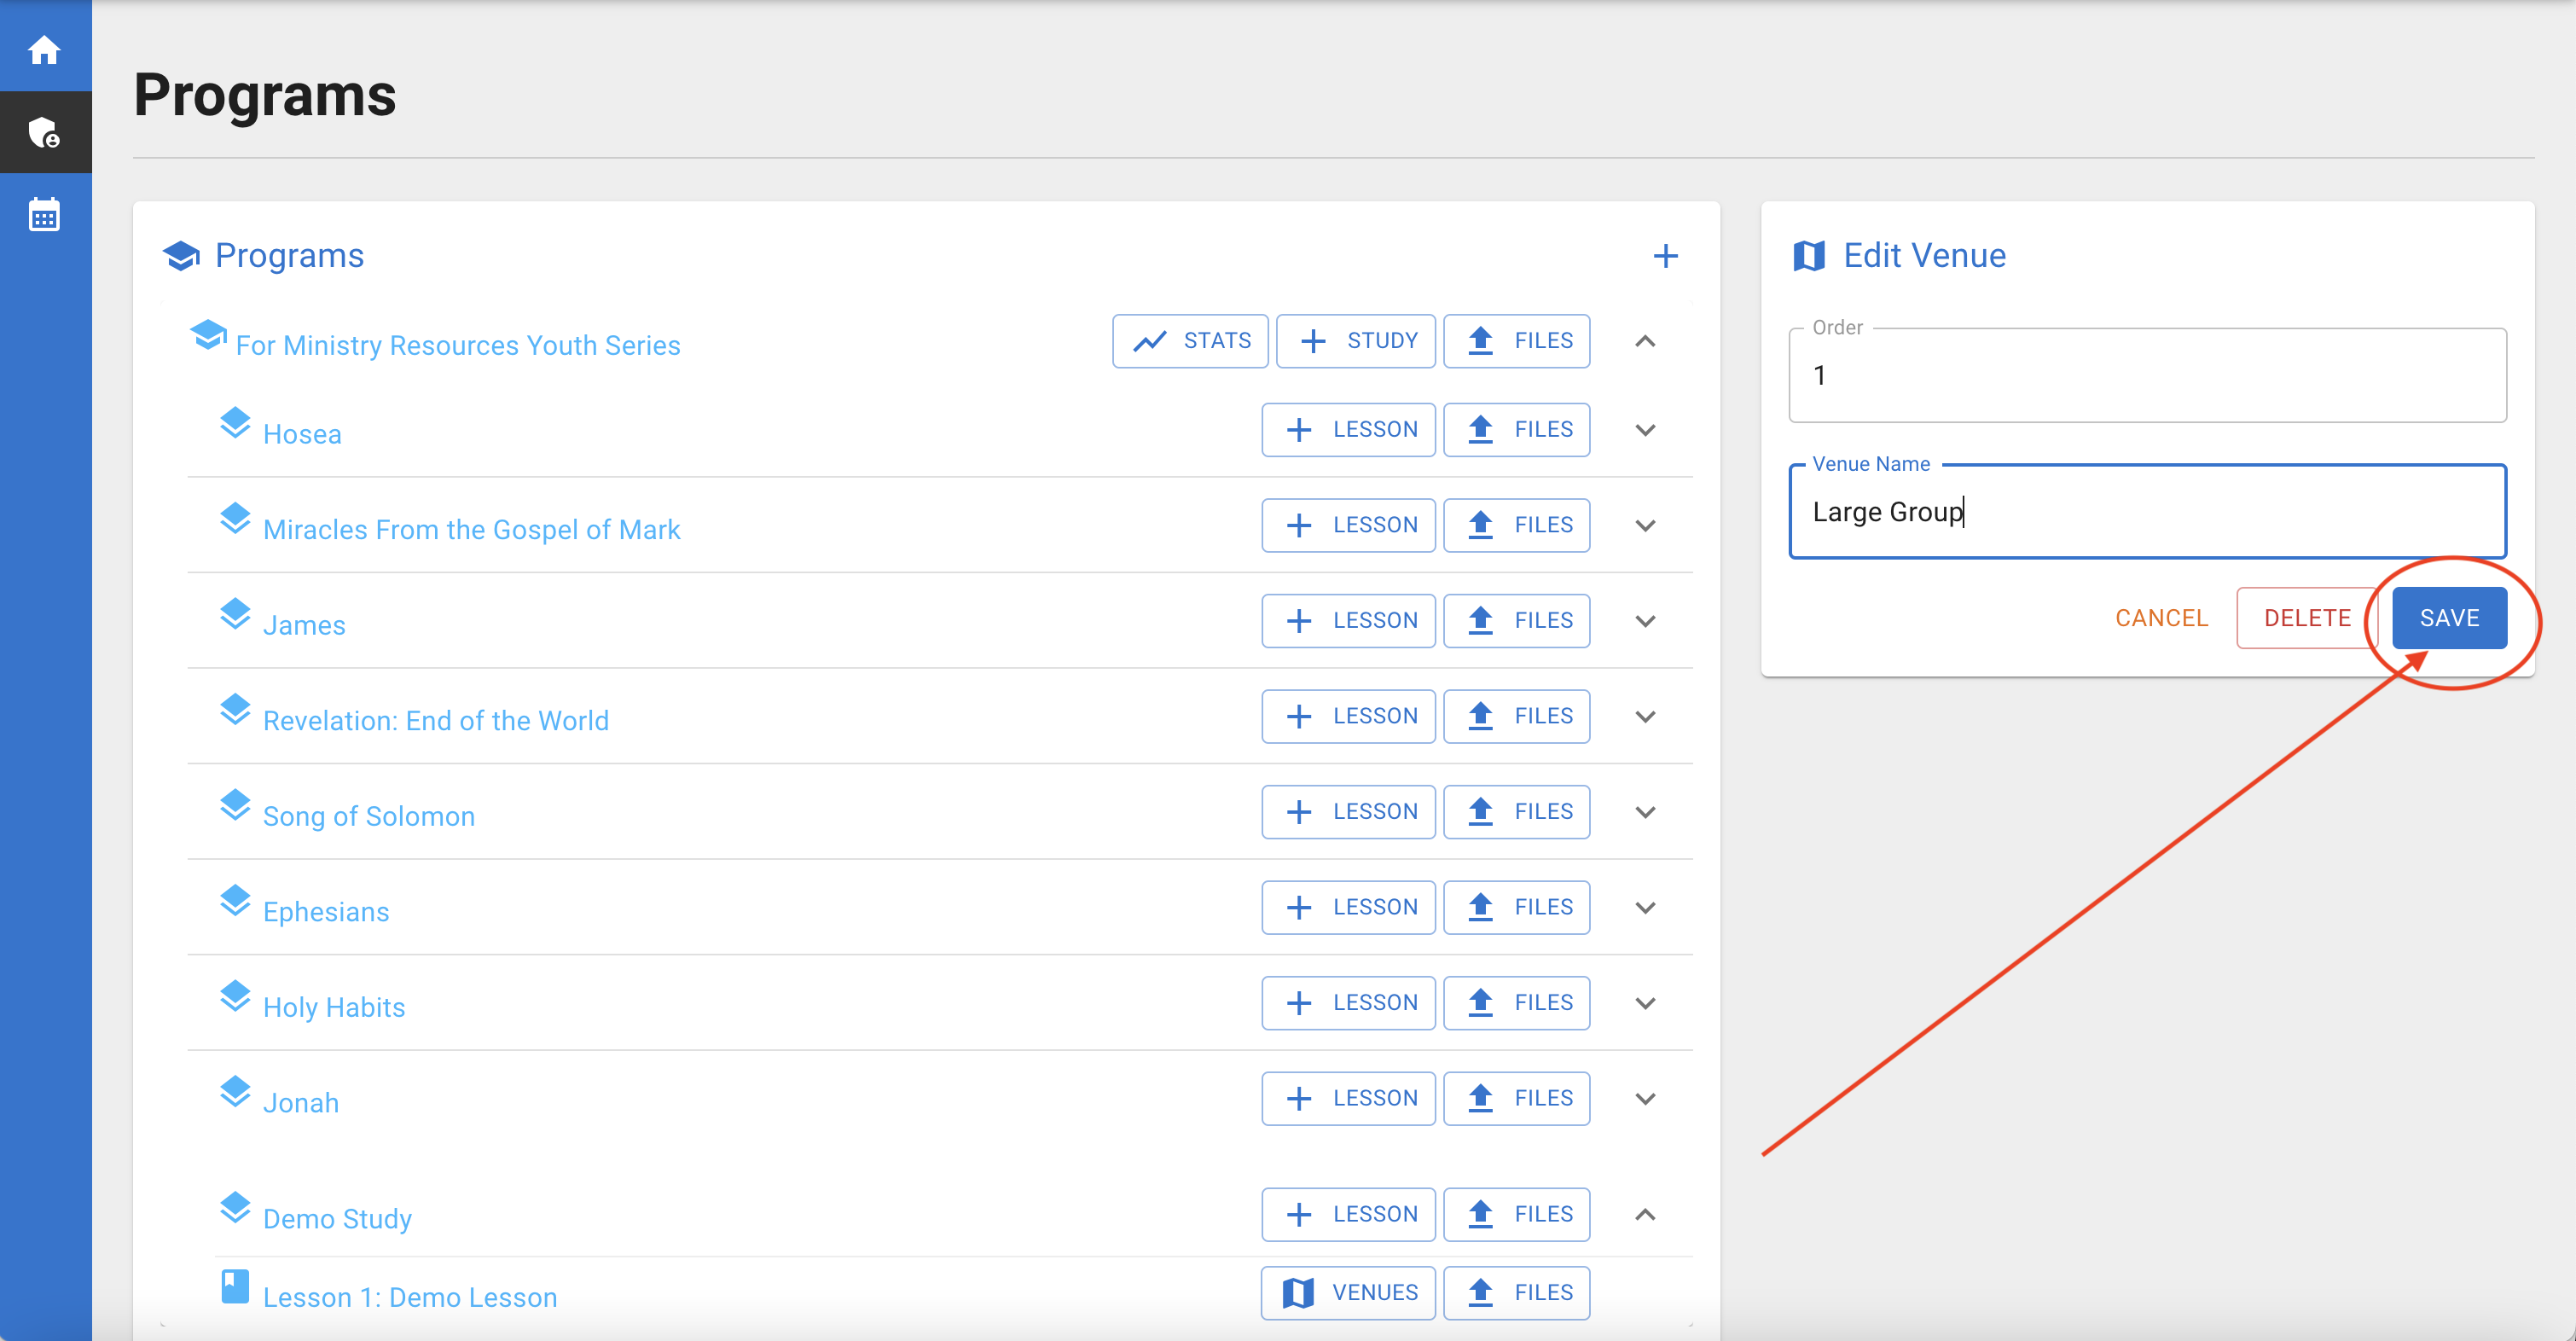 Programs
Programs
For Ministry Resources Youth Series STATS STUDY FILES
Hosea LESSON FILES
Miracles From the Gospel of Mark LESSON FILES
James LESSON FILES
Revelation: End of the World LESSON FILES
Song of Solomon LESSON FILES
Ephesians LESSON FILES
Holy Habits LESSON FILES
Jonah LESSON FILES
Demo Study LESSON FILES
Lesson 1: Demo Lesson VENUES FILES
Edit Venue
Order
1
Venue Name
Large Group
CANCEL DELETE SAVE